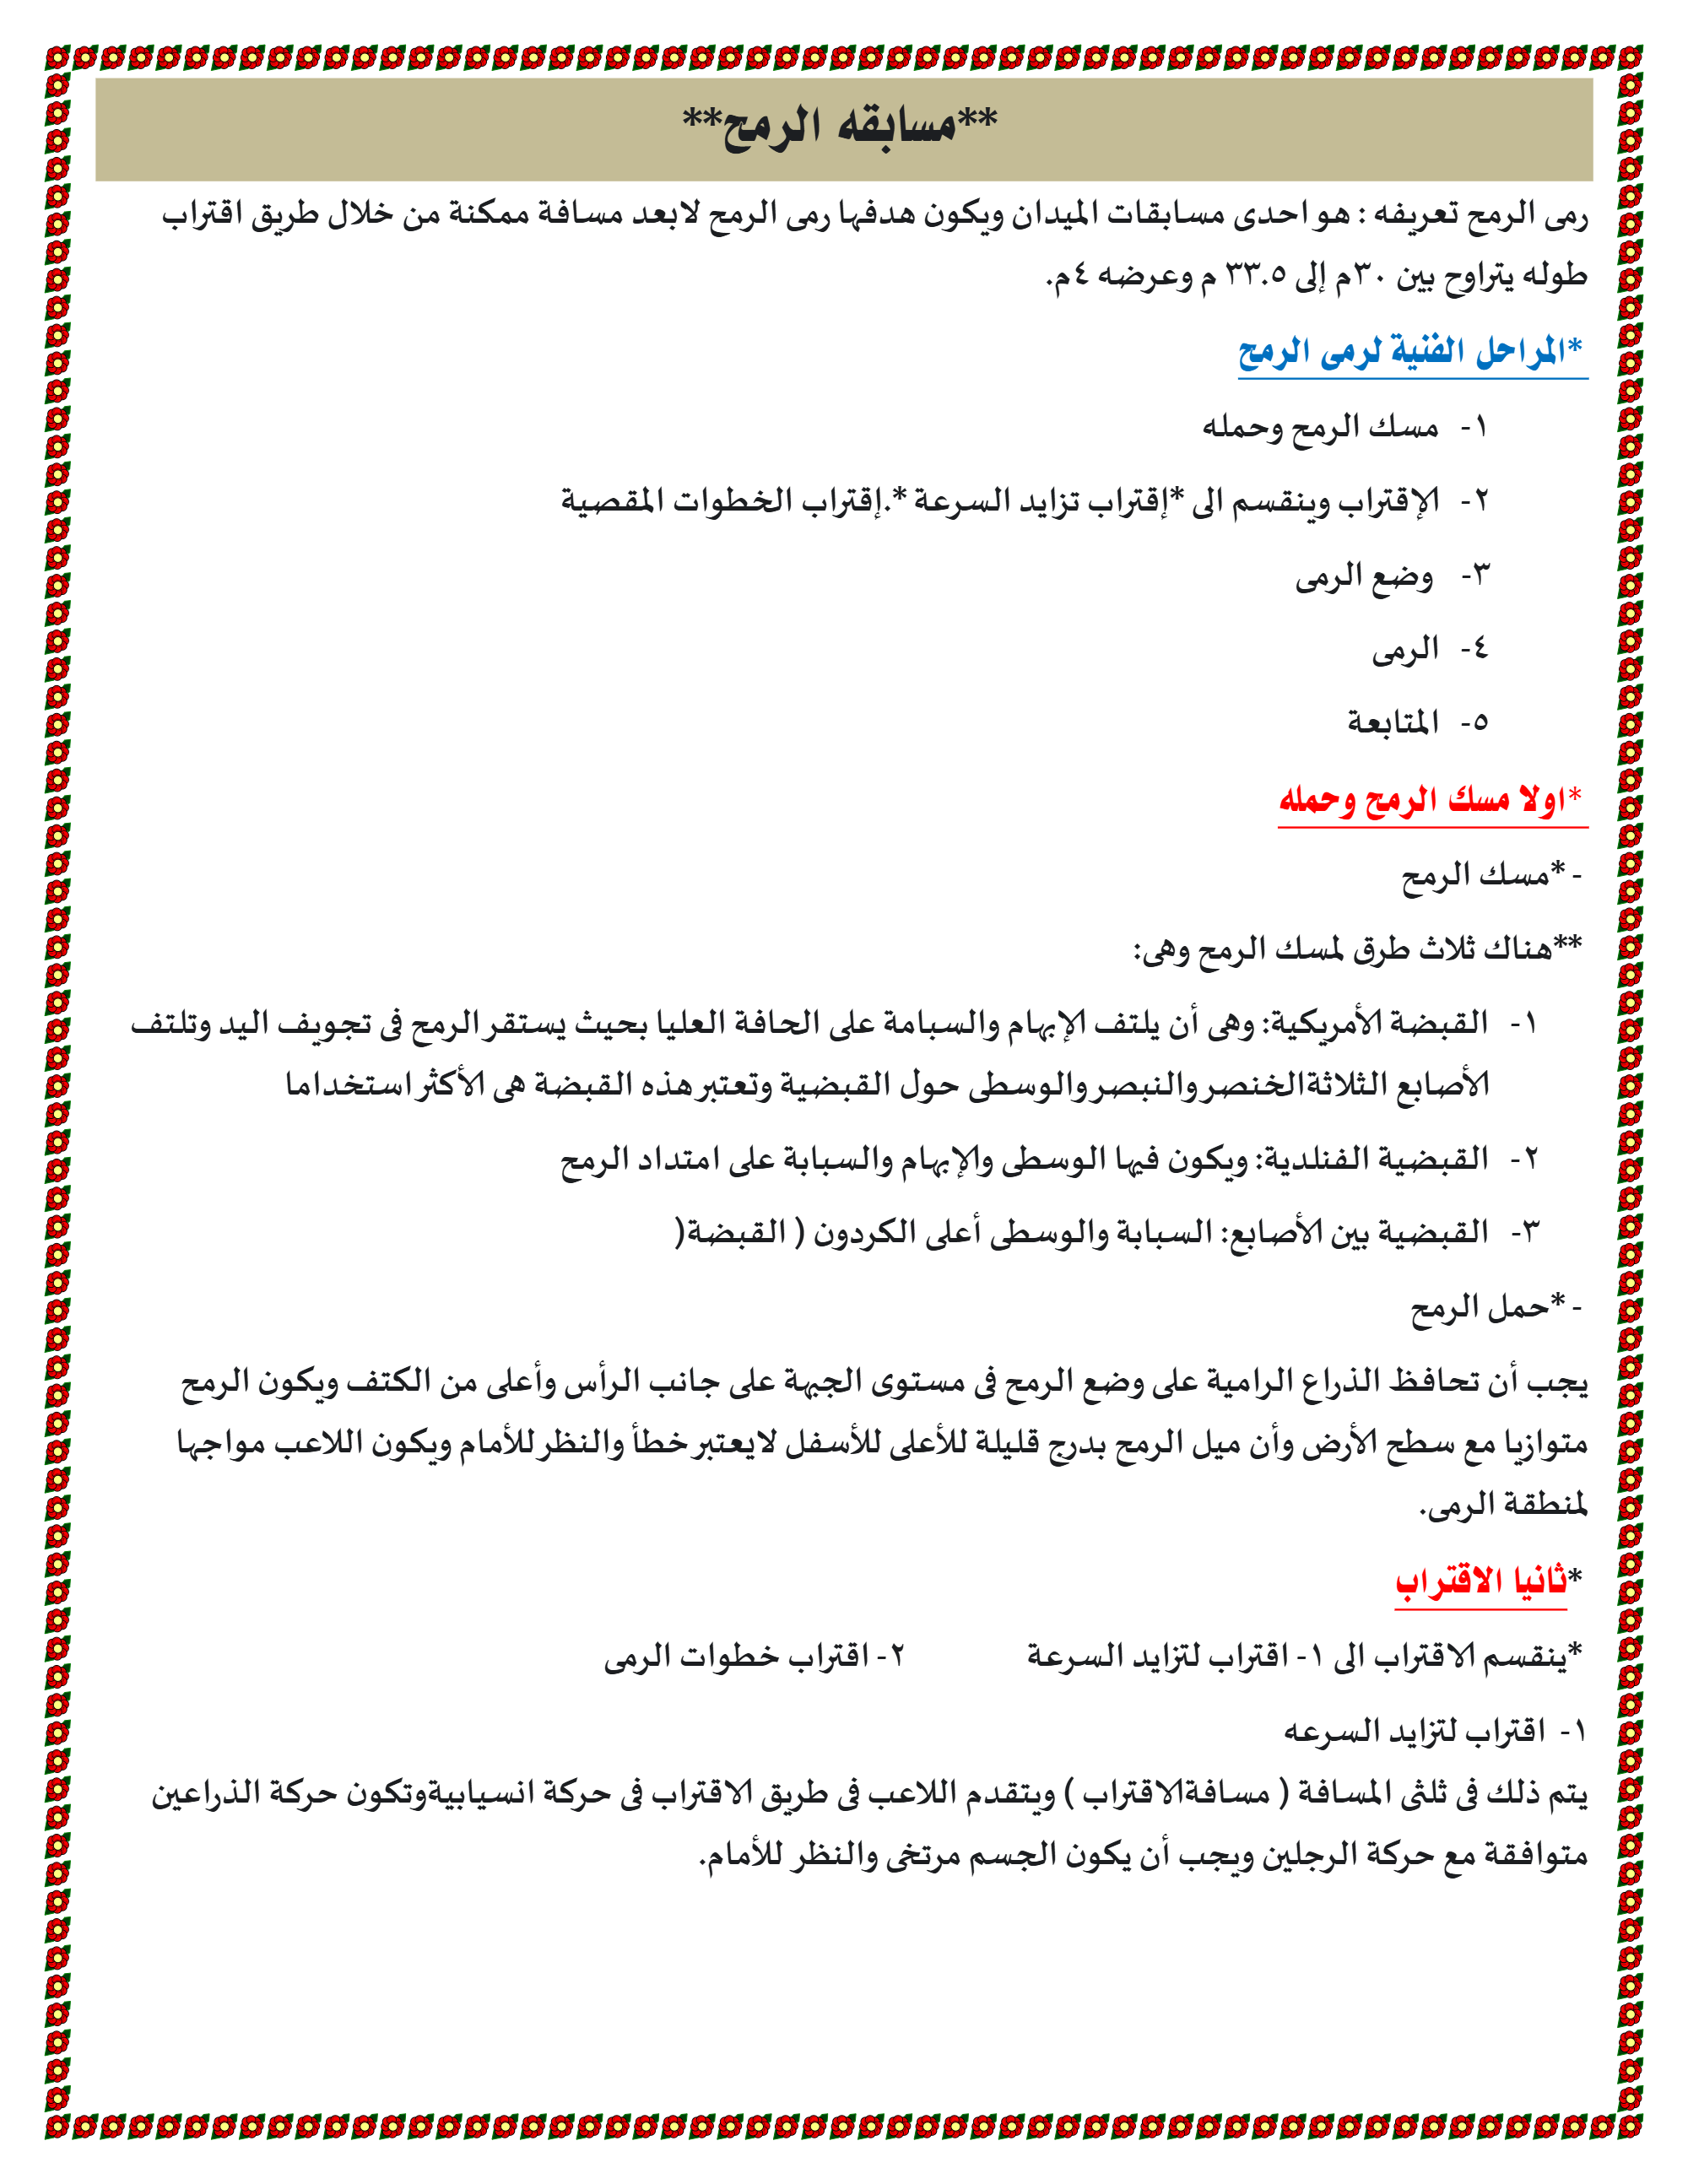 **مسابقه الرمح**
رمى الرمح تعريفه : هو احدى مسابقات الميدان ويكون هدفها رمى الرمح لابعد مسافة ممكنة من خلال طريق اقتراب
طوله يتراوح بين ٣٠م إلى ٣٣.٥ م وعرضه ٤م.
*المراحل الفنية لرمى الرمح
١- مسك الرمح وحمله
٢- الإقتراب وينقسم الى *إقتراب تزايد السرعة *.إقتراب الخطوات المقصية
٣- وضع الرمى
٤- الرمى
٥- المتابعة
*اولا مسك الرمح وحمله
- *مسك الرمح
**هناك ثلاث طرق لمسك الرمح وهى:
١- القبضة الأمريكية: وهى أن يلتف الإبهام والسبامة على الحافة العليا بحيث يستقر الرمح فى تجويف اليد وتلتف
الأصابع الثلاثةالخنصر والنبصر والوسطى حول القبضية وتعتبر هذه القبضة هى الأكثر استخداما
٢- القبضية الفنلدية: ويكون فيها الوسطى والإبهام والسبابة على امتداد الرمح
٣- القبضية بين الأصابع: السبابة والوسطى أعلى الكردون ( القبضة(
- *حمل الرمح
يجب أن تحافظ الذراع الرامية على وضع الرمح فى مستوى الجبهة على جانب الرأس وأعلى من الكتف ويكون الرمح
متوازيا مع سطح الأرض وأن ميل الرمح بدرج قليلة للأعلى للأسفل لايعتبر خطأ والنظر للأمام ويكون اللاعب مواجها
لمنطقة الرمى.
*ثانيا الاقتراب
*ينقسم الاقتراب الى ١- اقتراب لتزايد السرعة ٢- اقتراب خطوات الرمى
١- اقتراب لتزايد السرعه
يتم ذلك فى ثلثى المسافة ( مسافةالاقتراب ) ويتقدم اللاعب فى طريق الاقتراب فى حركة انسيابيةوتكون حركة الذراعين
متوافقة مع حركة الرجلين ويجب أن يكون الجسم مرتخى والنظر للأمام.